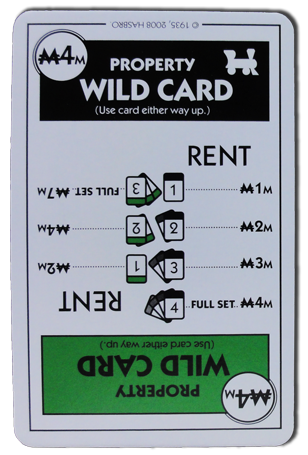 © 1935, 2008 HASBRO.
₩4M
PROPERTY
WILD CARD
(Use card either way up.)
RENT
1 ₩1M
2 ₩2M
3 ₩3M
4 FULL SET ₩4M
₩4M
PROPERTY
WILD CARD
(Use card either way up.)
RENT
1 ₩2M
2 ₩4M
3 FULL SET ₩7M